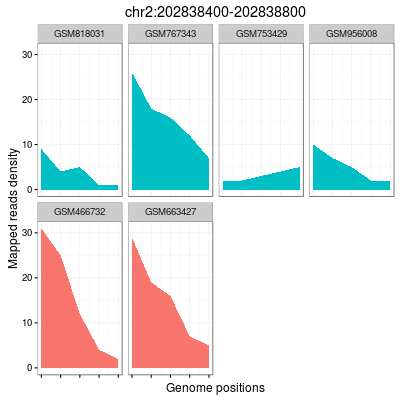 chr2:202838400-202838800
GSM818031 GSM767343 GSM753429 GSM956008
30
20
10
0
GSM466732 GSM663427
30
20
10
0
Mapped reads density
Genome positions